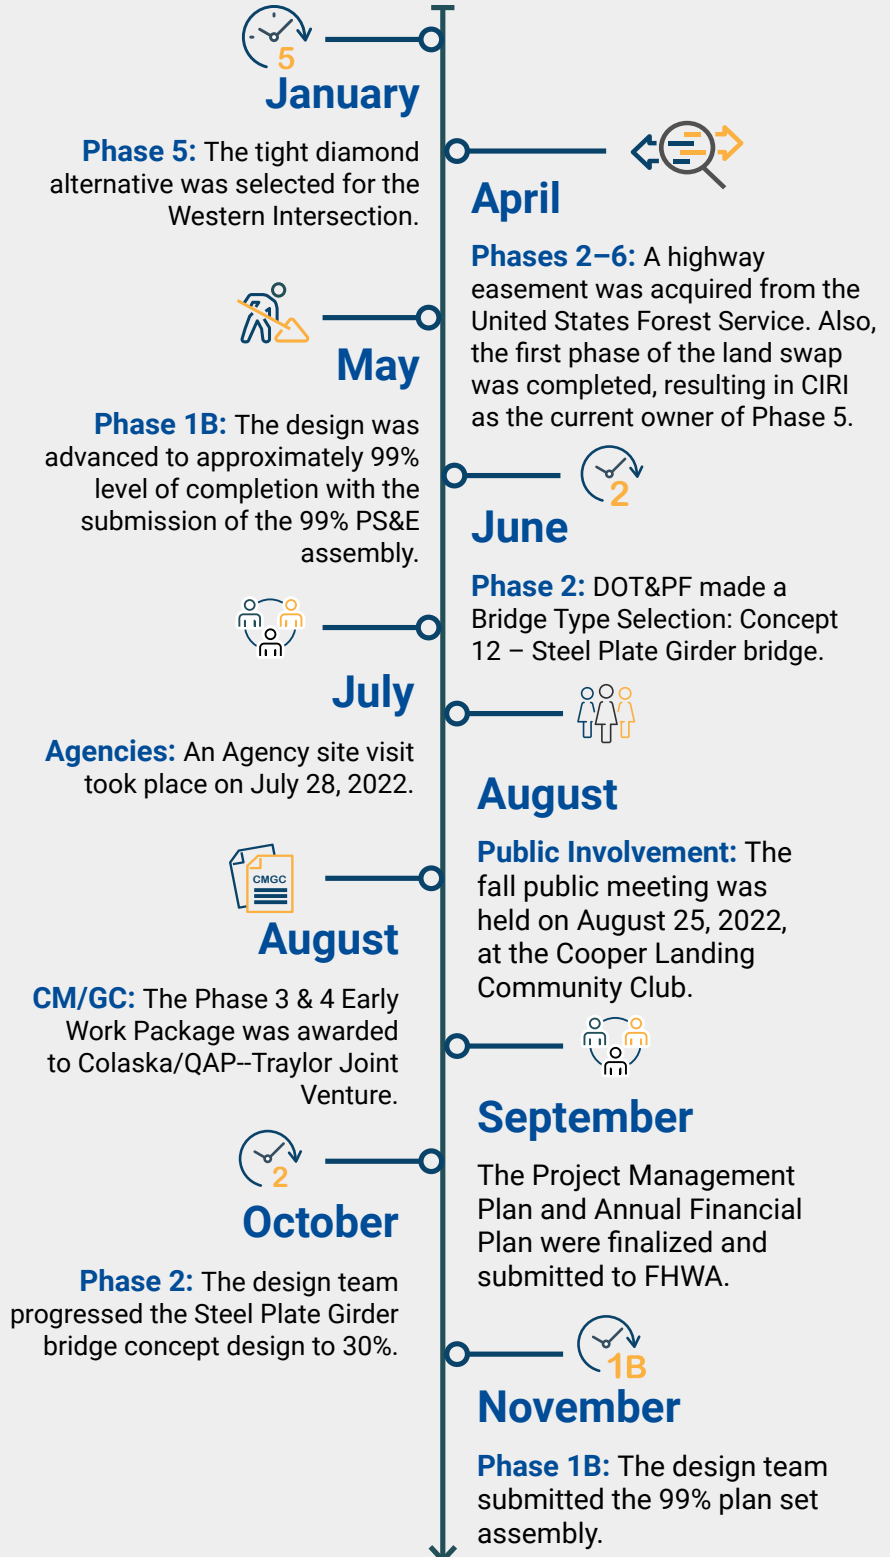 5
January
Phase 5: The tight diamond
alternative was selected for the
Western Intersection.
April
Phases 2–6: A highway
easement was acquired from the
United States Forest Service. Also,
the first phase of the land swap
was completed, resulting in CIRI
as the current owner of Phase 5.
May
Phase 1B: The design was
advanced to approximately 99%
level of completion with the
submission of the 99% PS&E
assembly.
2
June
Phase 2: DOT&PF made a
Bridge Type Selection: Concept
12 – Steel Plate Girder bridge.
July
Agencies: An Agency site visit
took place on July 28, 2022.
August
Public Involvement: The
fall public meeting was
held on August 25, 2022,
at the Cooper Landing
Community Club.
CMGC
August
CM/GC: The Phase 3 & 4 Early
Work Package was awarded
to Colaska/QAP--Traylor Joint
Venture.
September
The Project Management
Plan and Annual Financial
Plan were finalized and
submitted to FHWA.
2
October
Phase 2: The design team
progressed the Steel Plate Girder
bridge concept design to 30%.
1B
November
Phase 1B: The design team
submitted the 99% plan set
assembly.